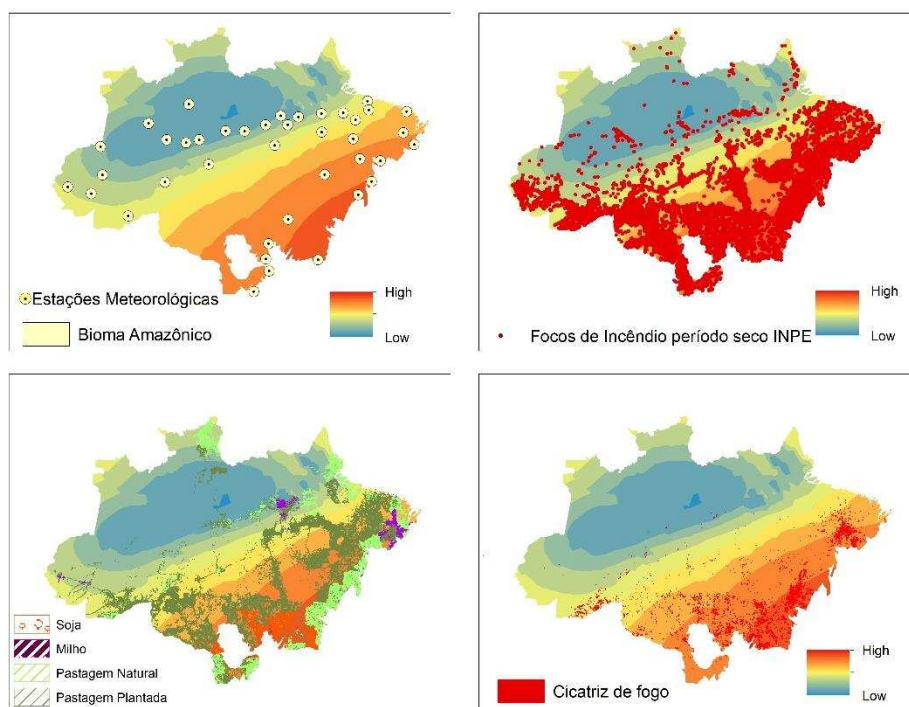 Estações Meteorológicas
Bioma Amazônico
High
Low
Focos de Incêndio período seco INPE
High
Low
Soja
Milho
Pastagem Natural
Pastagem Plantada
Cicatriz de fogo
High
Low